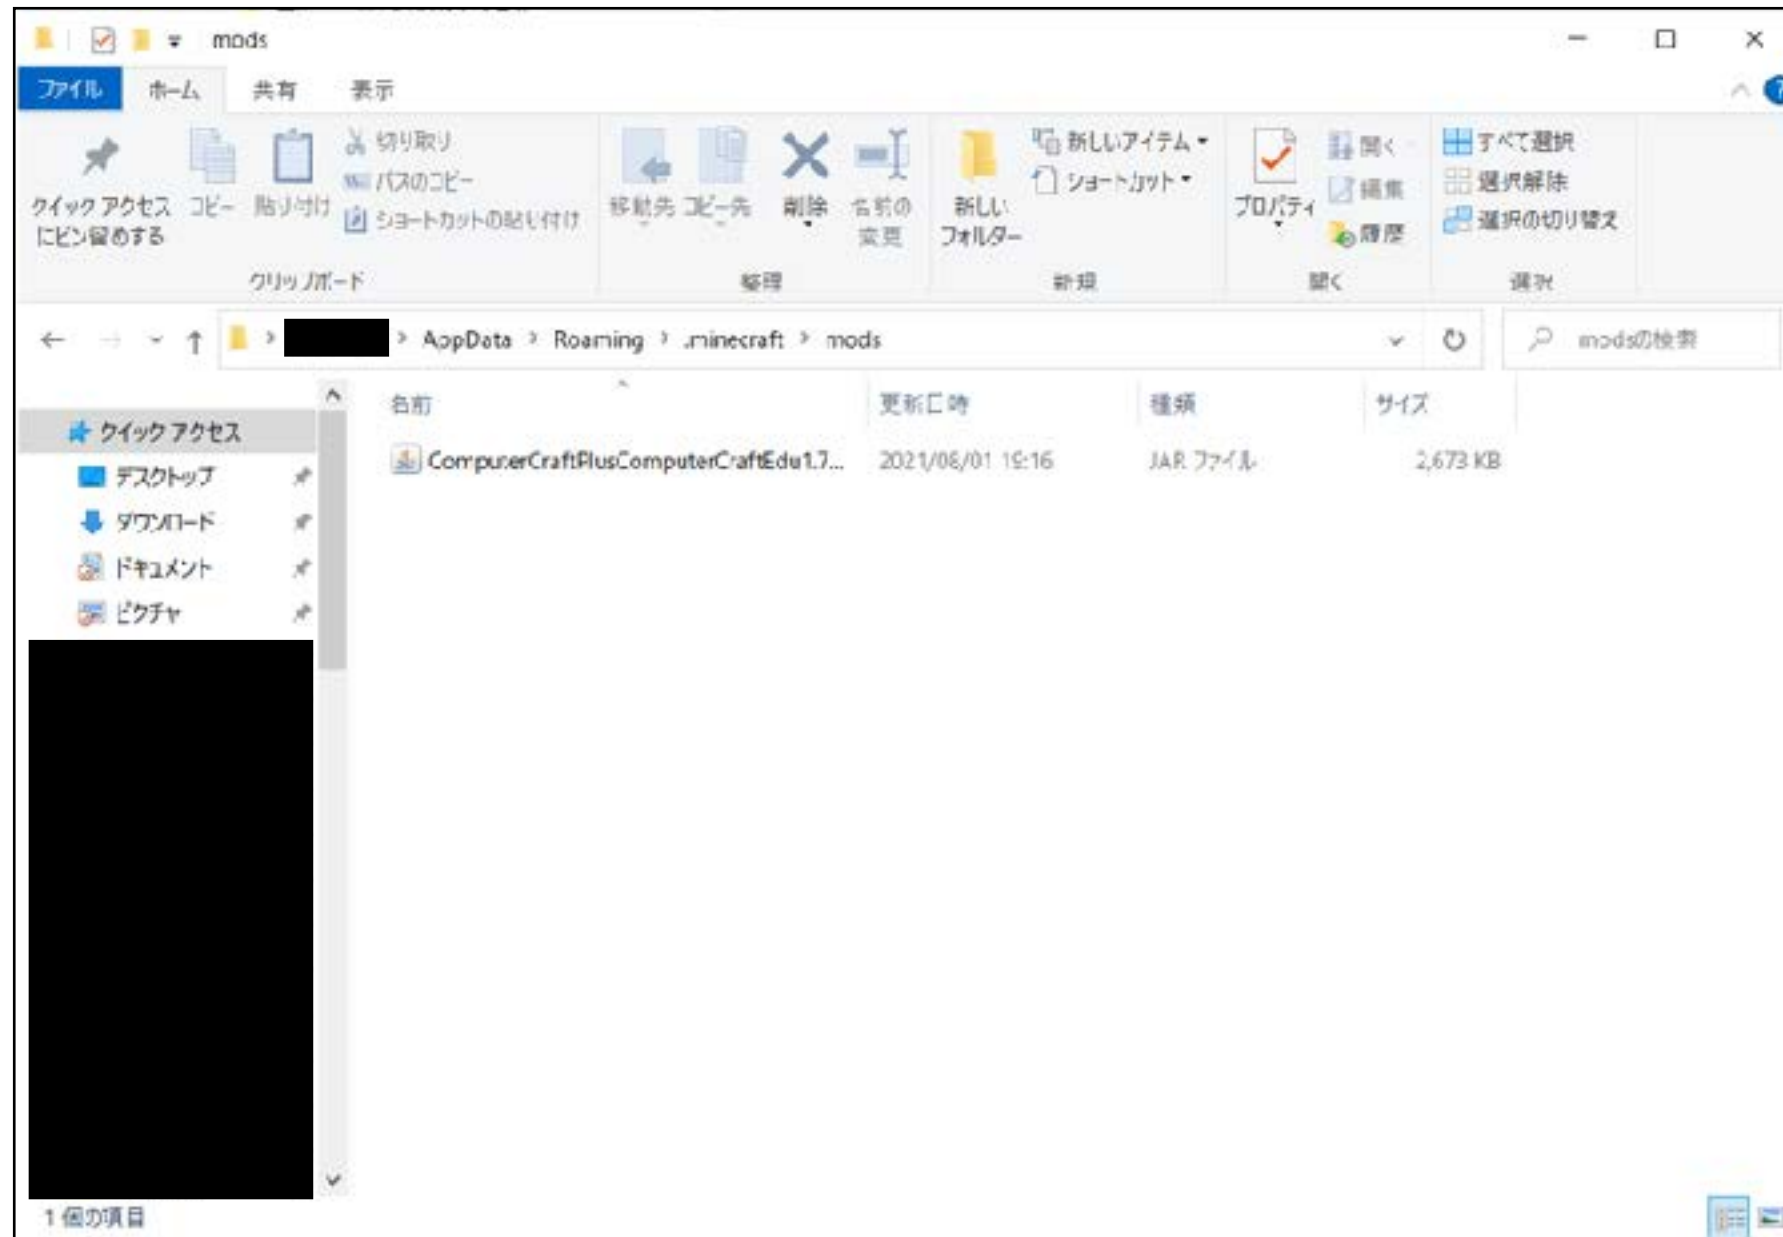 mods
ファイル ホーム 共有 表示
クイック アクセス
にピン留めする
コピー
貼り付け
切り取り
パスのコピー
ショートカットの貼り付け
クリップボード
移動先
コピー先
削除
名前の
変更
整理
新しい
フォルダー
新しいアイテム
ショートカット
新規
プロパティ
開く
編集
履歴
開く
すべて選択
選択解除
選択の切り替え
選択
AppData > Roaming > .minecraft > mods
modsの検索
クイック アクセス
デスクトップ
ダウンロード
ドキュメント
ピクチャ
名前 更新日時 種類 サイズ
ComputerCraftPlusComputerCraftEdu1.7... 19:16 JAR ファイル 2,673 KB
1 個の項目